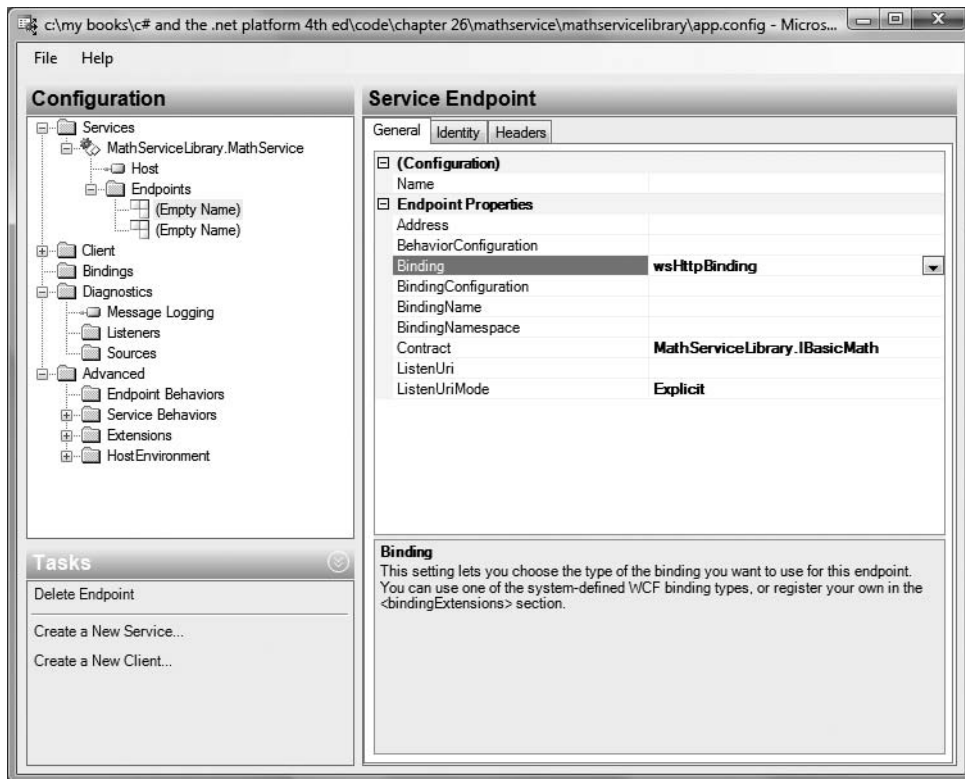 c:\my books\c# and the .net platform 4th ed\code\chapter 26\mathservice\mathservicelibrary\app.config - Micros...
File Help
Configuration
Services
MathServiceLibrary.MathService
Host
Endpoints
(Empty Name)
(Empty Name)
Client
Bindings
Diagnostics
Message Logging
Listeners
Sources
Advanced
Endpoint Behaviors
Service Behaviors
Extensions
HostEnvironment
Tasks
Delete Endpoint
Create a New Service...
Create a New Client...
Service Endpoint
General Identity Headers
(Configuration)
Name
Endpoint Properties
Address
BehaviorConfiguration
Binding wsHttpBinding
BindingConfiguration
BindingName
BindingNamespace
Contract MathServiceLibrary.IBasicMath
ListenUri
ListenUriMode Explicit
Binding
This setting lets you choose the type of the binding you want to use for this endpoint.
You can use one of the system-defined WCF binding types, or register your own in the
<bindingExtensions> section.